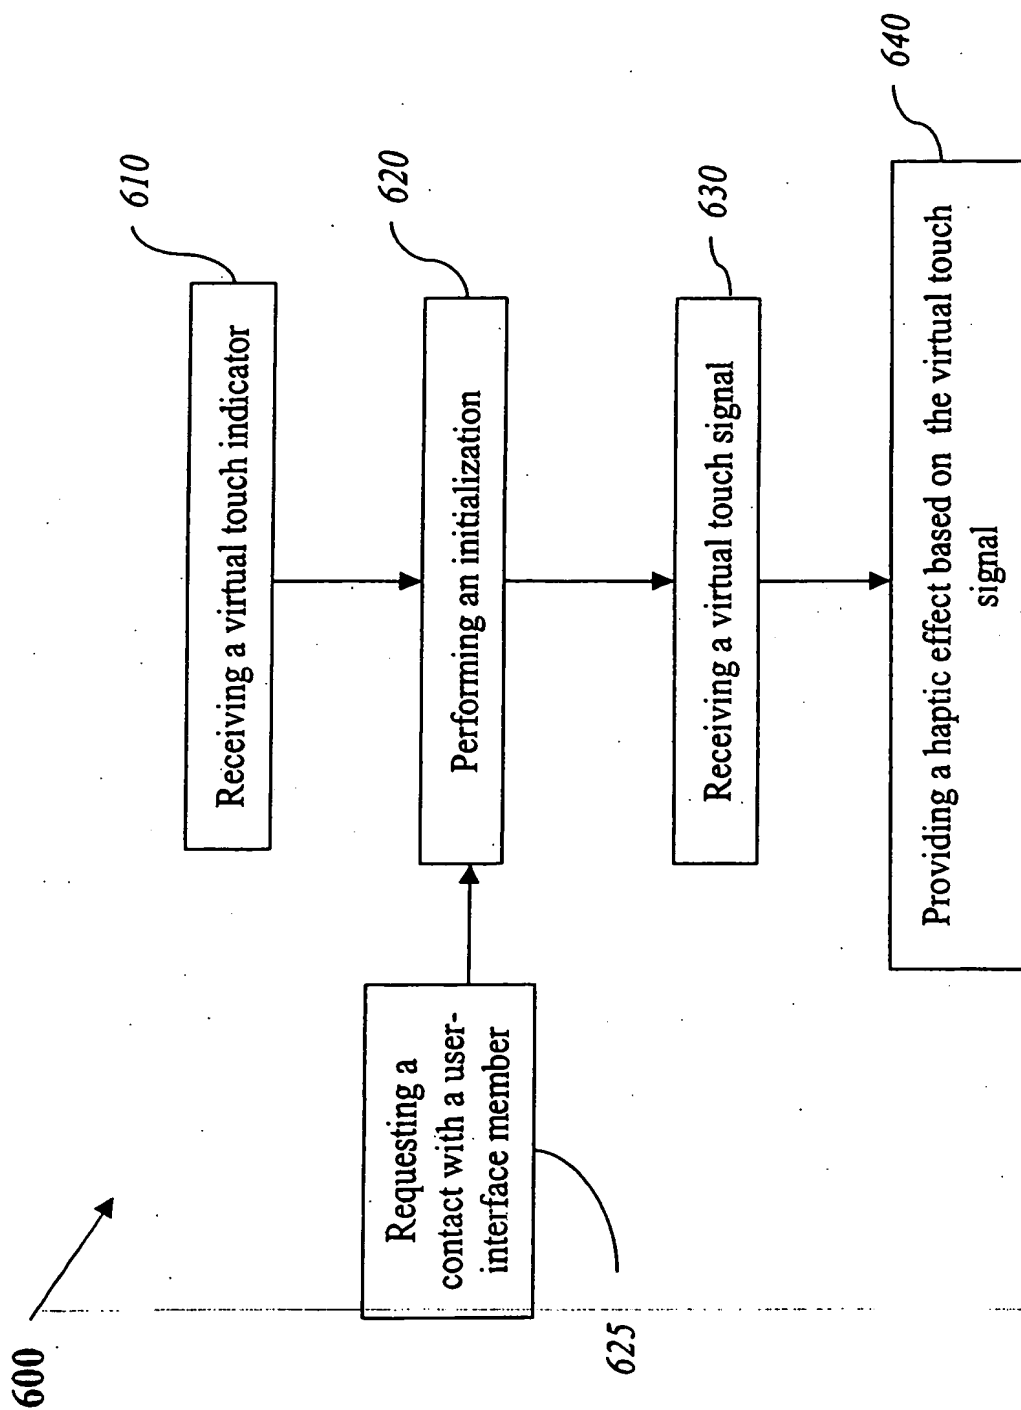 600
610
Receiving a virtual touch indicator
620
Performing an initialization
Requesting a
contact with a user-
interface member
625
630
Receiving a virtual touch signal
640
Providing a haptic effect based on the virtual touch
signal